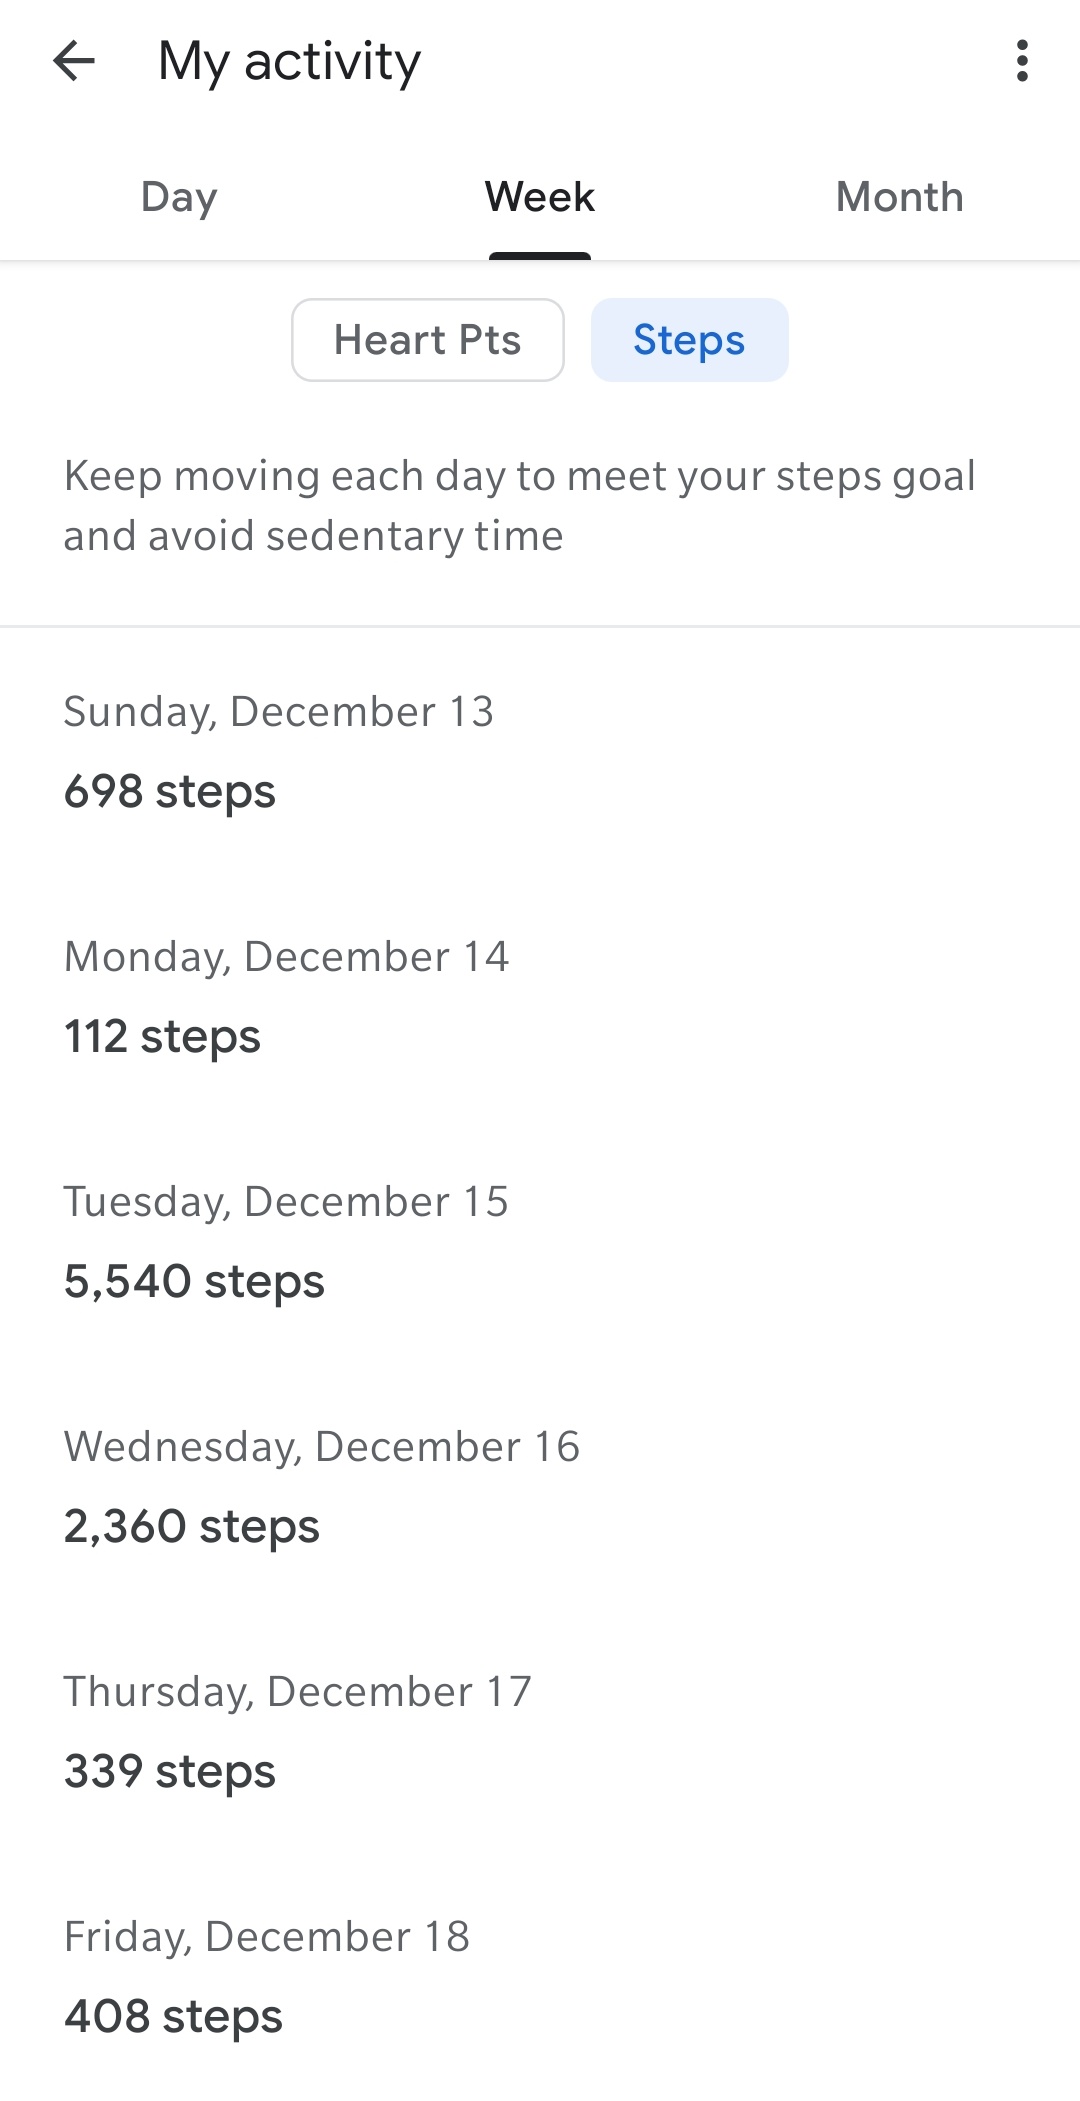 My activity
Day Week Month
Heart Pts Steps
Keep moving each day to meet your steps goal
and avoid sedentary time
Sunday, December 13
698 steps
Monday, December 14
112 steps
Tuesday, December 15
5,540 steps
Wednesday, December 16
2,360 steps
Thursday, December 17
339 steps
Friday, December 18
408 steps